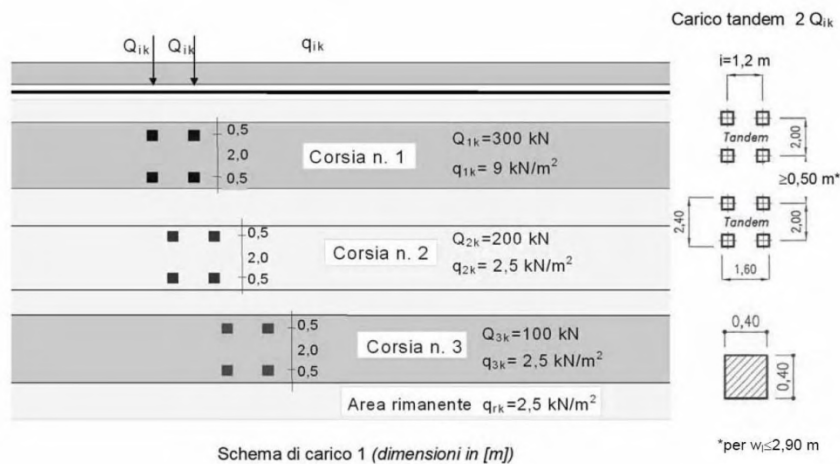 Carico tandem 2 Qik
Qik Qik qik
i=1,2 m
0,5
2,0
0,5
Corsia n. 1
Q1k=300 kN
q1k= 9 kN/m²
Tandem
2,00
≥0,50 m*
0,5
2,0
0,5
Corsia n. 2
Q2k=200 kN
q2k= 2,5 kN/m²
2,40
Tandem
2,00
1,60
0,5
2,0
0,5
Corsia n. 3
Q3k=100 kN
q3k= 2,5 kN/m²
0,40
0,40
Area rimanente qrk=2,5 kN/m²
*per wl≤2,90 m
Schema di carico 1 (dimensioni in [m])